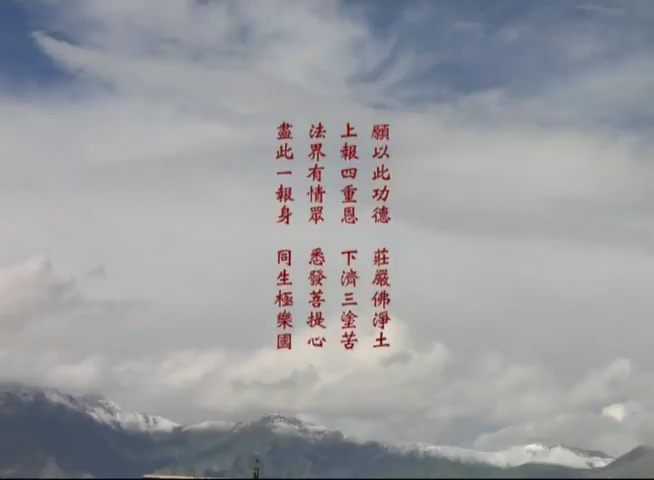 願以此功德 莊嚴佛淨土
上報四重恩 下濟三塗苦
法界有情眾 悉發菩提心
盡此一報身 同生極樂國